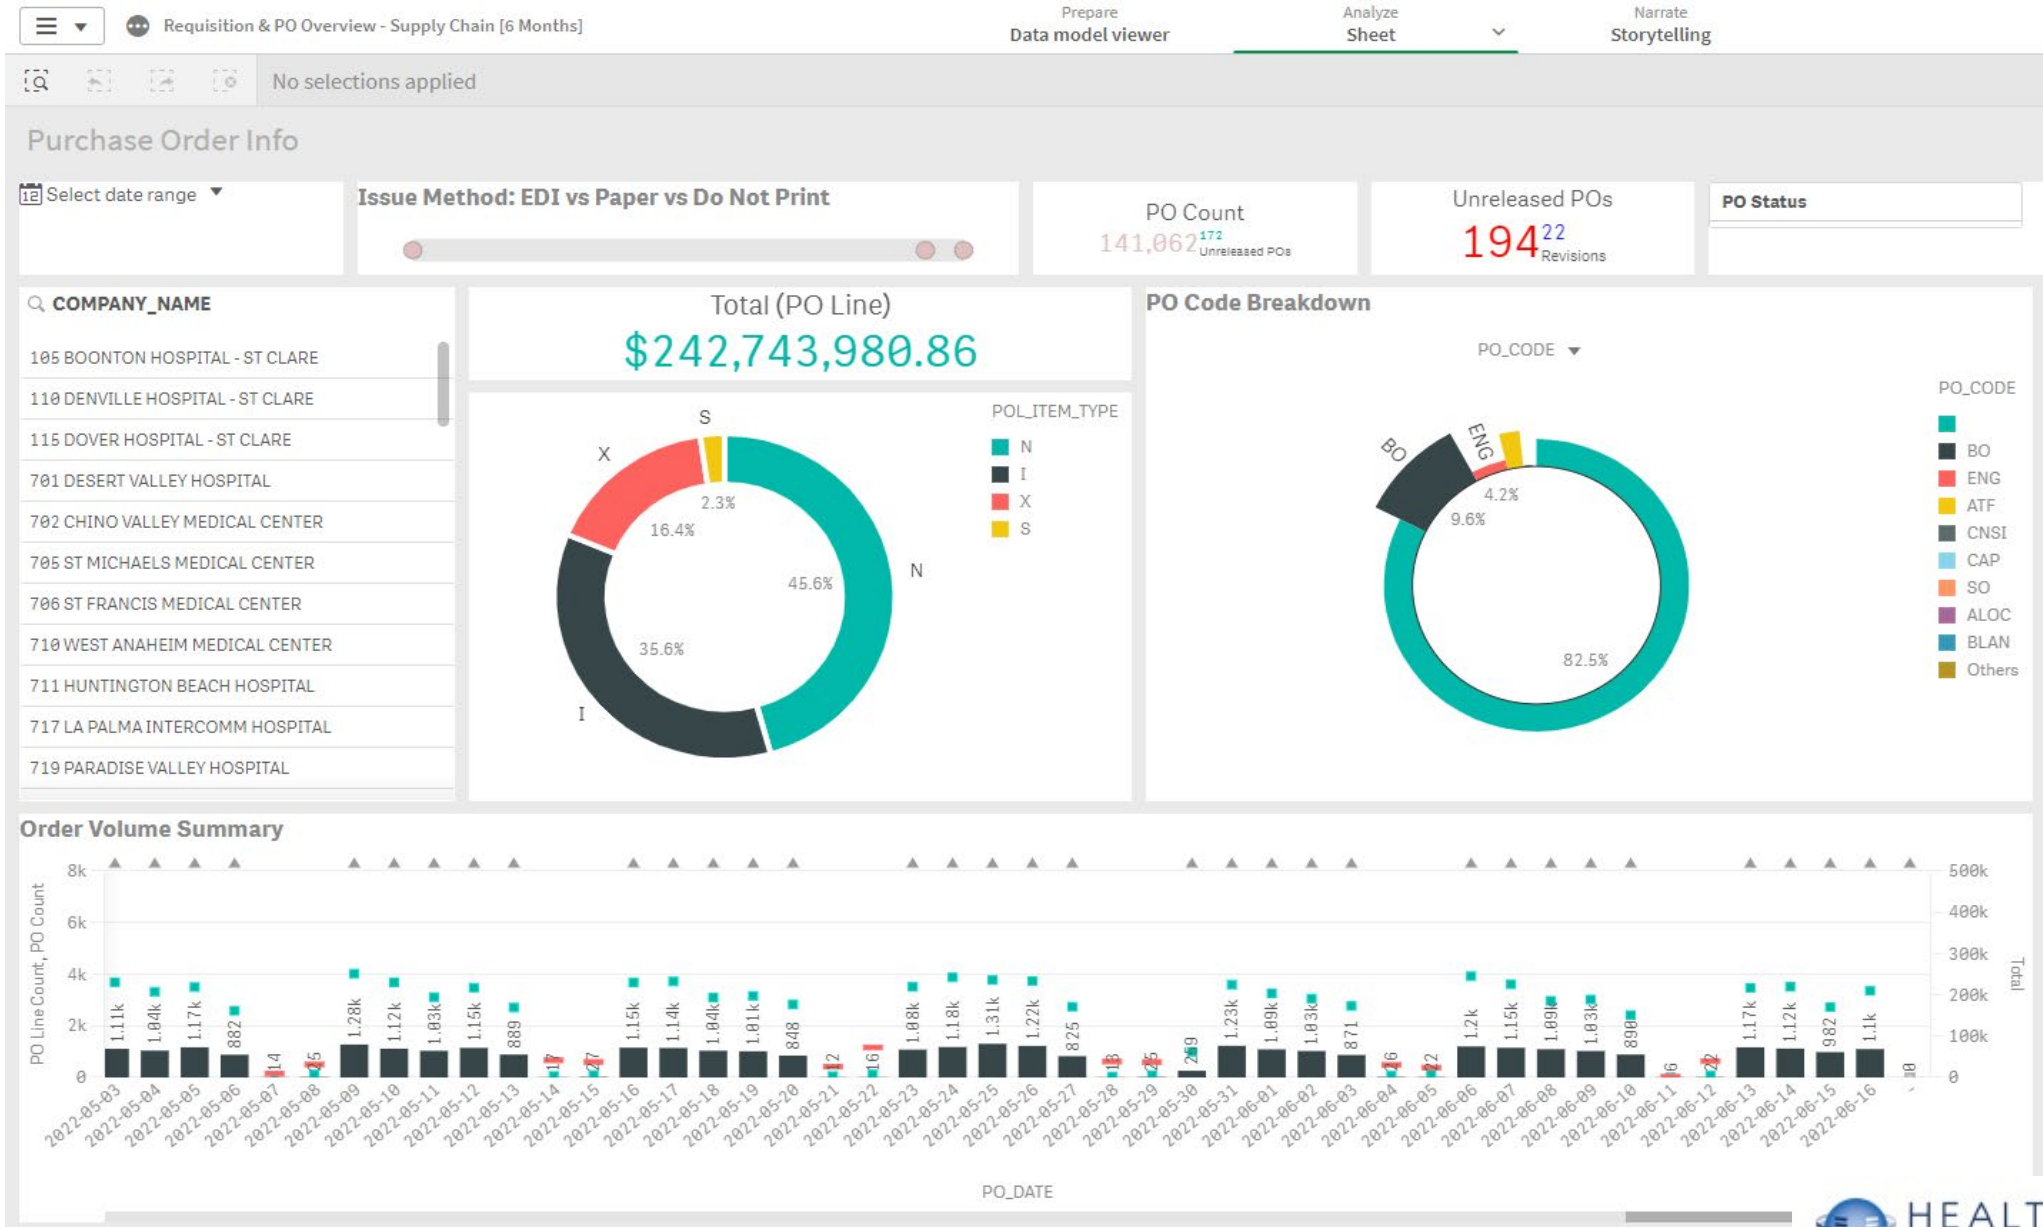 Requisition & PO Overview - Supply Chain [6 Months]
Prepare
Data model viewer
Analyze
Sheet
Narrate
Storytelling
No selections applied
Purchase Order Info
12 Select date range
Issue Method: EDI vs Paper vs Do Not Print
PO Count
141,062 172 Unreleased POs
Unreleased POs
194 22 Revisions
PO Status
COMPANY_NAME
105 BOONTON HOSPITAL - ST CLARE
110 DENVILLE HOSPITAL - ST CLARE
115 DOVER HOSPITAL - ST CLARE
701 DESERT VALLEY HOSPITAL
702 CHINO VALLEY MEDICAL CENTER
705 ST MICHAELS MEDICAL CENTER
706 ST FRANCIS MEDICAL CENTER
710 WEST ANAHEIM MEDICAL CENTER
711 HUNTINGTON BEACH HOSPITAL
717 LA PALMA INTERCOMM HOSPITAL
719 PARADISE VALLEY HOSPITAL
Total (PO Line)
$242,743,980.86
POL_ITEM_TYPE
N
I
X
S
S
X
2.3%
16.4%
45.6%
N
35.6%
I
PO Code Breakdown
PO_CODE
BO
ENG
4.2%
9.6%
82.5%
PO_CODE
BO
ENG
ATF
CNSI
CAP
SO
ALOC
BLAN
Others
Order Volume Summary
PO Line Count, PO Count
8k
6k
4k
2k
0
1.11k
1.04k
1.17k
882
14
25
1.28k
1.12k
1.03k
1.15k
889
17
27
1.15k
1.14k
1.04k
1.01k
848
12
16
1.08k
1.18k
1.31k
1.22k
825
18
25
259
1.23k
1.09k
1.03k
871
26
22
1.2k
1.15k
1.09k
1.03k
890
6
22
1.17k
1.12k
982
1.1k
500k
400k
300k
200k
100k
0
Total
2022-05-03
2022-05-04
2022-05-05
2022-05-06
2022-05-07
2022-05-08
2022-05-09
2022-05-10
2022-05-11
2022-05-12
2022-05-13
2022-05-14
2022-05-15
2022-05-16
2022-05-17
2022-05-18
2022-05-19
2022-05-20
2022-05-21
2022-05-22
2022-05-23
2022-05-24
2022-05-25
2022-05-26
2022-05-27
2022-05-28
2022-05-29
2022-05-30
2022-05-31
2022-06-01
2022-06-02
2022-06-03
2022-06-04
2022-06-05
2022-06-06
2022-06-07
2022-06-08
2022-06-09
2022-06-10
2022-06-11
2022-06-12
2022-06-13
2022-06-14
2022-06-15
2022-06-16
-
PO_DATE
HEALT